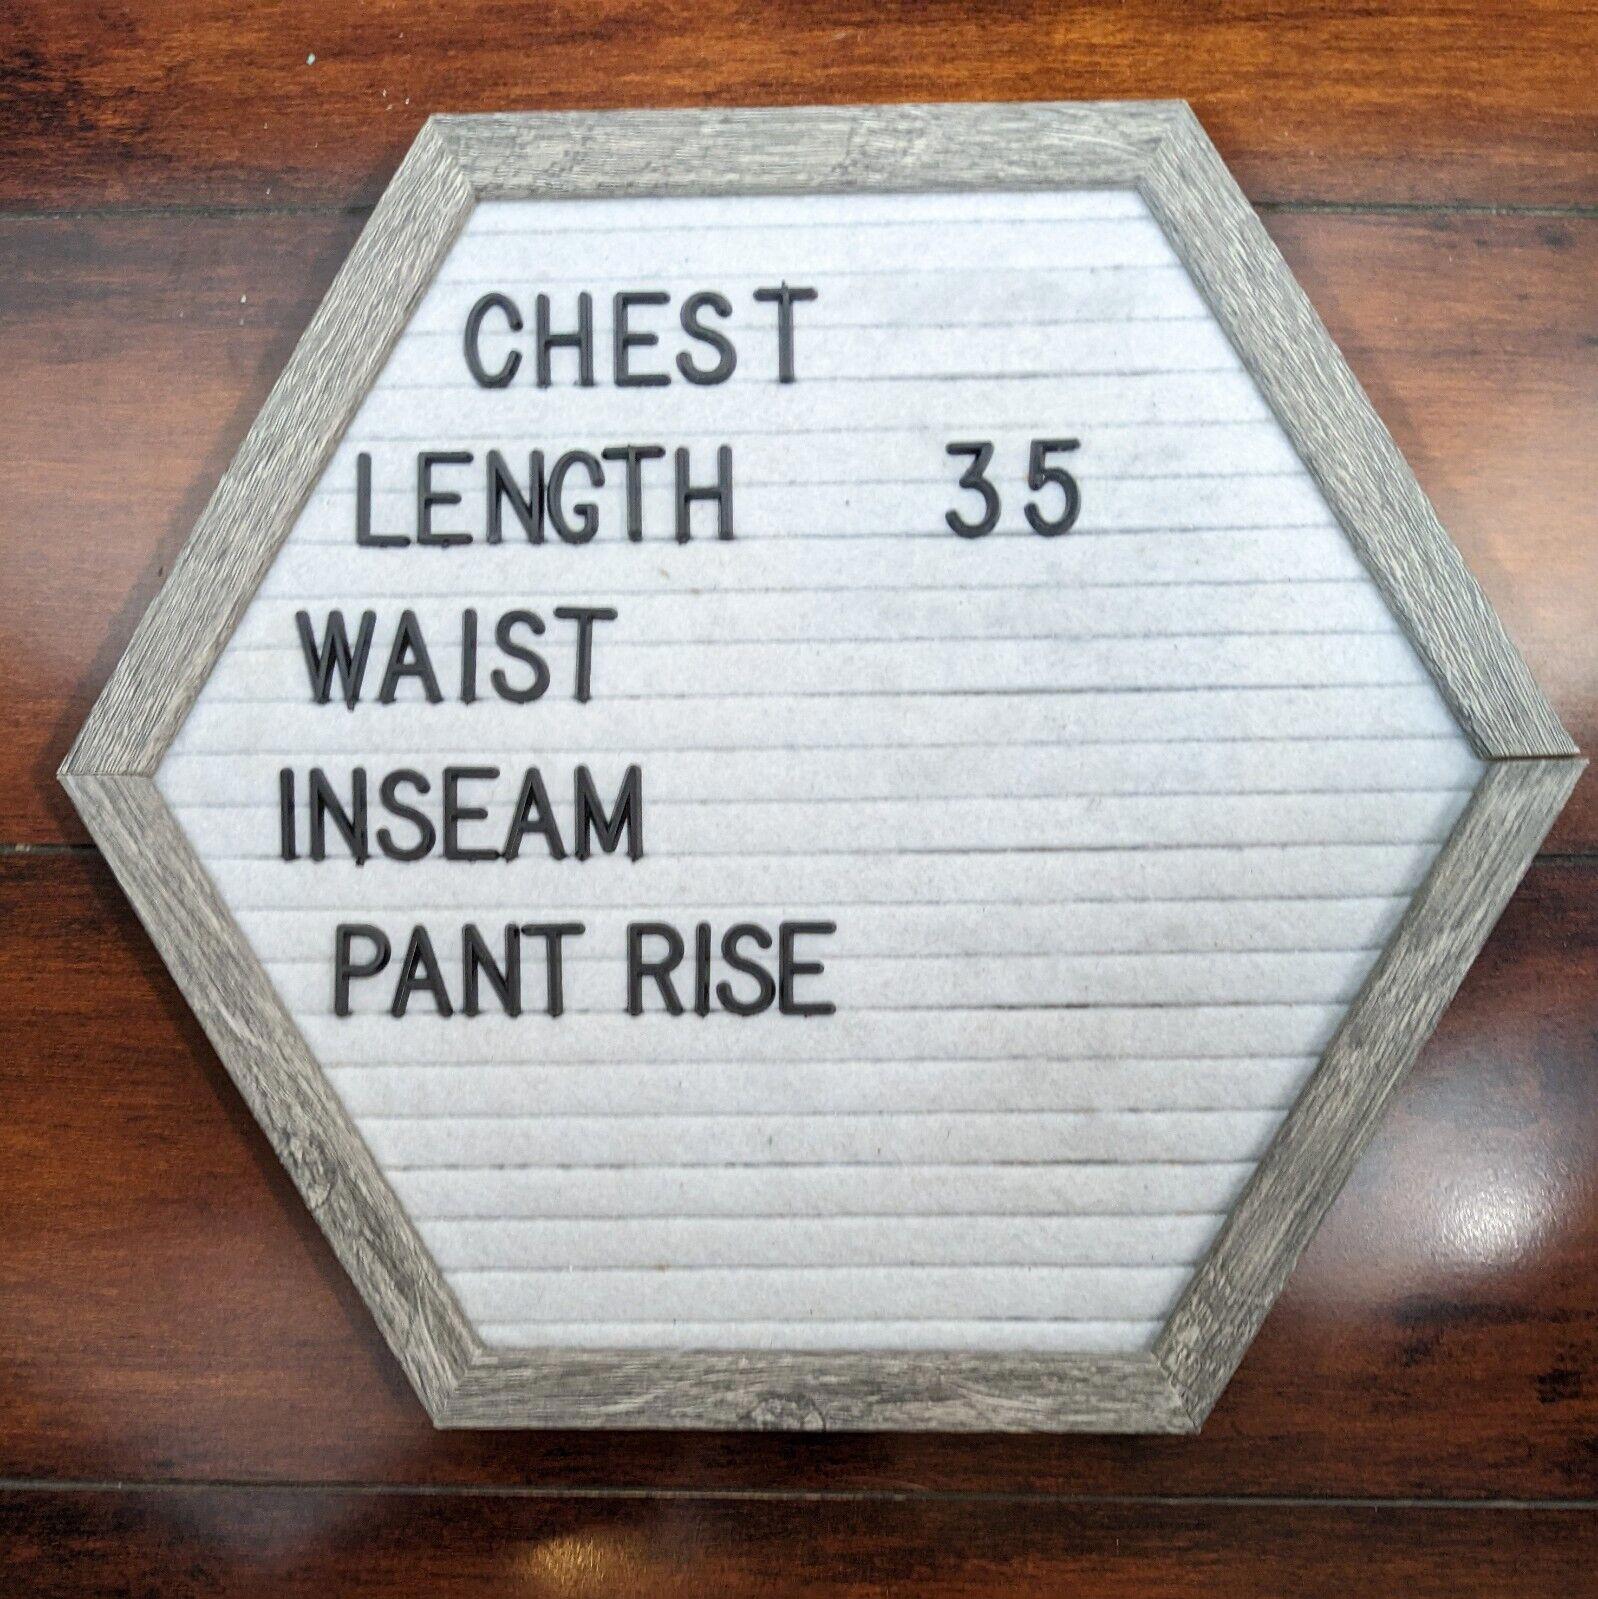 CHEST
LENGTH 35
WAIST
INSEAM
PANT RISE